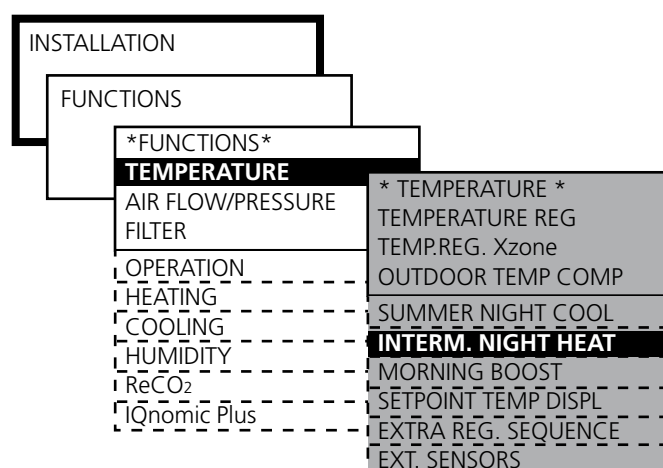 INSTALLATION
FUNCTIONS
*FUNCTIONS*
TEMPERATURE
AIR FLOW/PRESSURE
FILTER
OPERATION
HEATING
COOLING
HUMIDITY
ReCO2
IQnomic Plus
* TEMPERATURE *
TEMPERATURE REG
TEMP.REG. Xzone
OUTDOOR TEMP COMP
SUMMER NIGHT COOL
INTERM. NIGHT HEAT
MORNING BOOST
SETPOINT TEMP DISPL
EXTRA REG. SEQUENCE
EXT. SENSORS